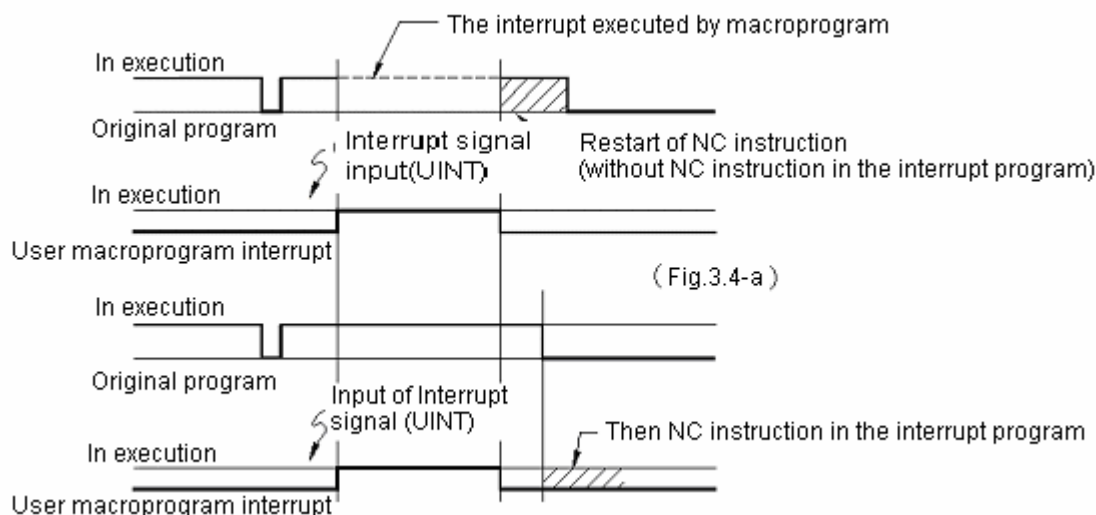 The interrupt executed by macroprogram
In execution
Original program
Interrupt signal
input(UINT)
Restart of NC instruction
(without NC instruction in the interrupt program)
In execution
User macroprogram interrupt
(Fig.3.4-a)
In execution
Original program
Input of Interrupt
signal (UINT)
Then NC instruction in the interrupt program
In execution
User macroprogram interrupt